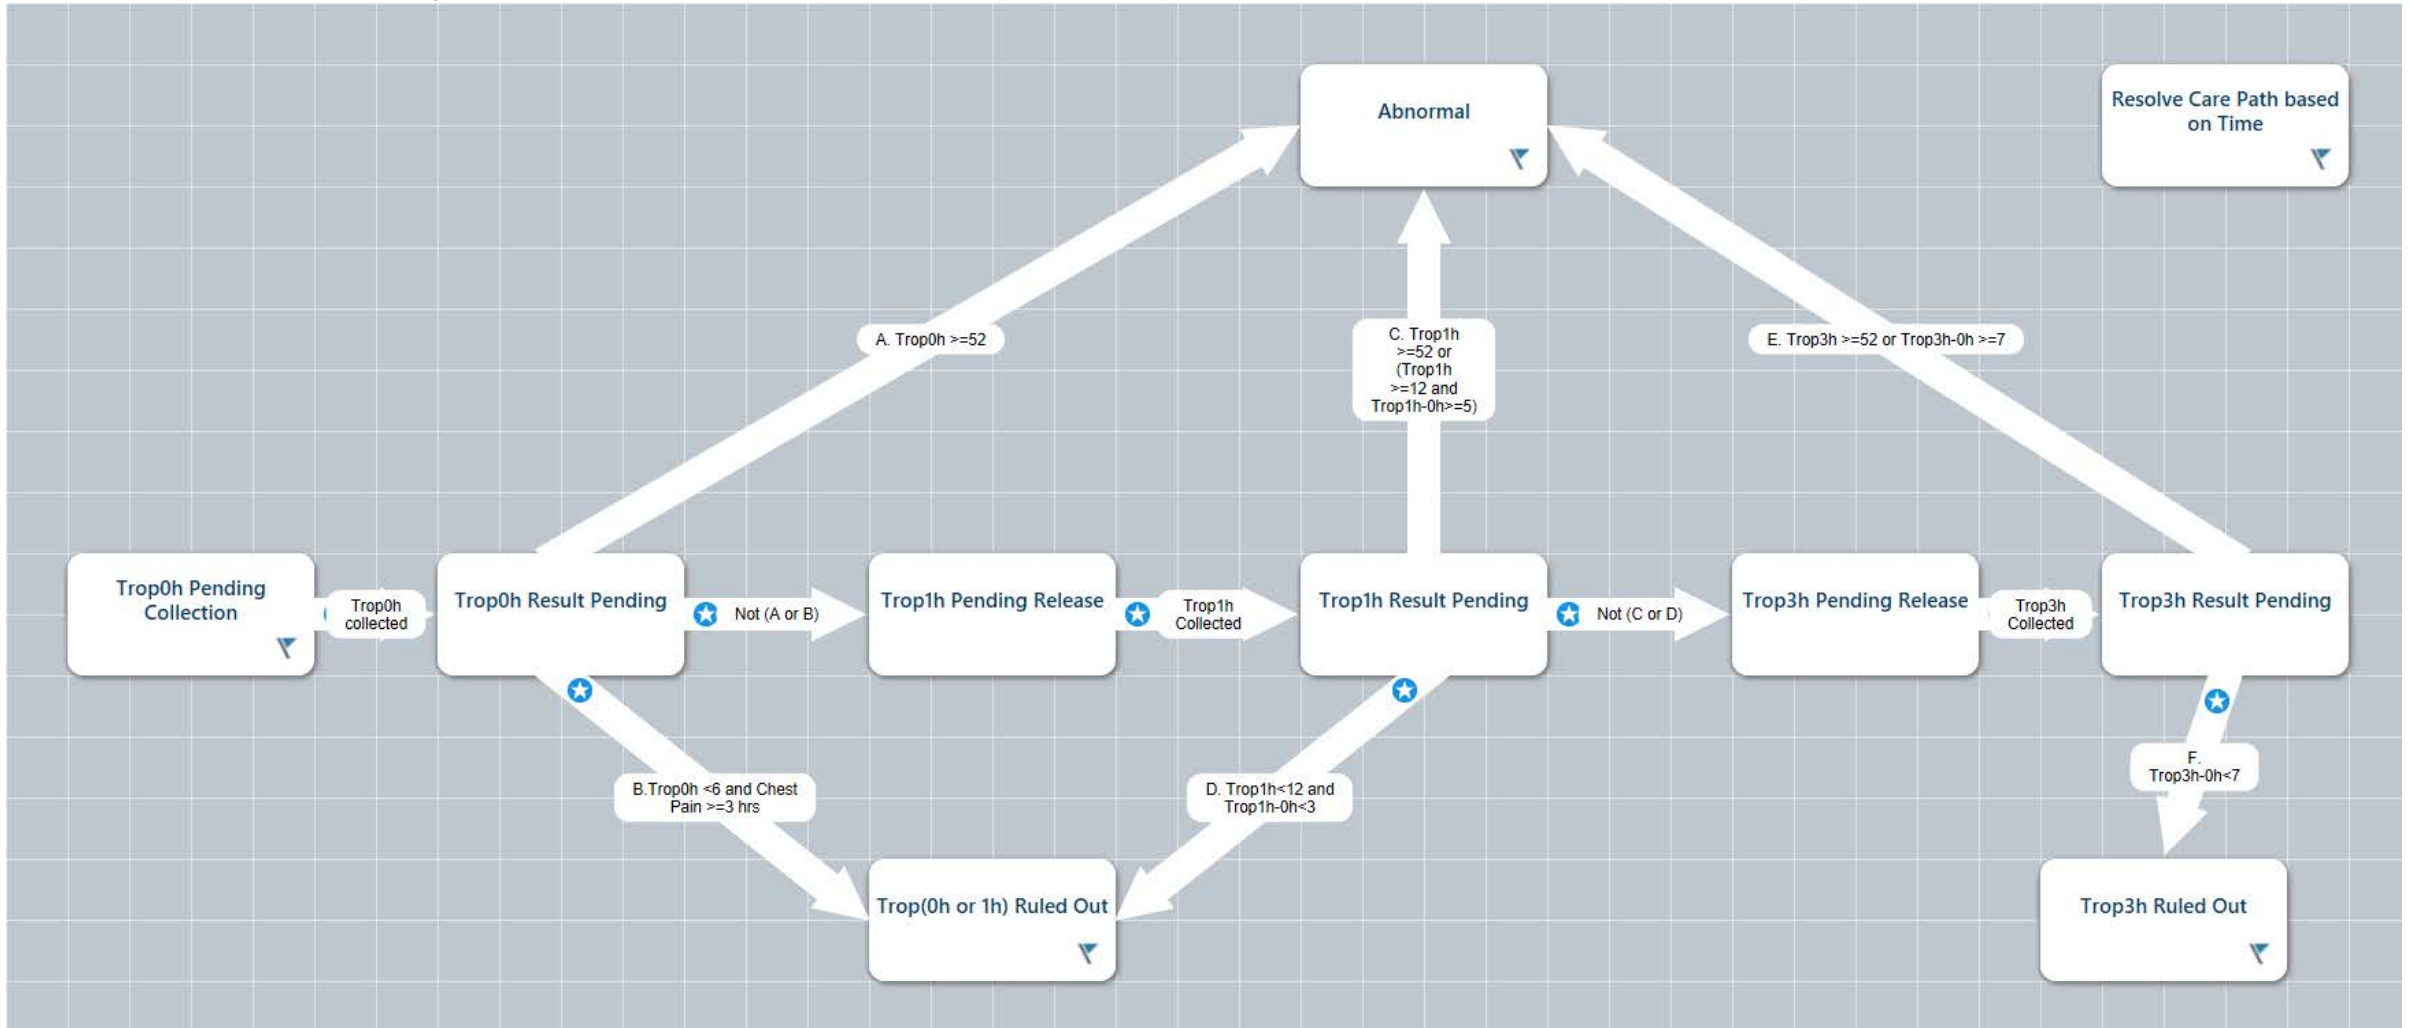 Abnormal
Resolve Care Path based
on Time
A. Trop0h >=52
C. Trop1h
>=52 or
(Trop1h
>=12 and
Trop1h-0h>=5)
E. Trop3h >=52 or Trop3h-0h >=7
Trop0h Pending
Collection
Trop0h
collected
Trop0h Result Pending
Not (A or B)
Trop1h Pending Release
Trop1h
Collected
Trop1h Result Pending
Not (C or D)
Trop3h Pending Release
Trop3h
Collected
Trop3h Result Pending
B.Trop0h <6 and Chest
Pain >=3 hrs
D. Trop1h<12 and
Trop1h-0h<3
F.
Trop3h-0h<7
Trop(0h or 1h) Ruled Out
Trop3h Ruled Out